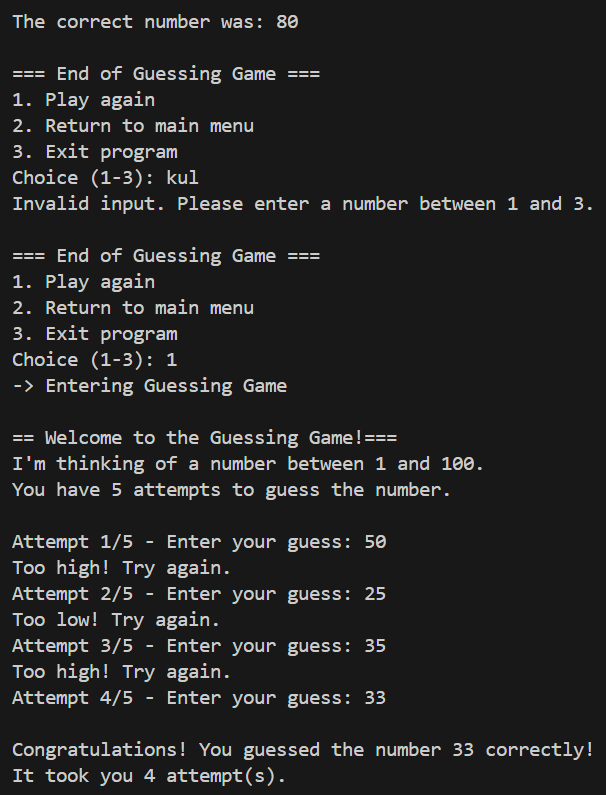 The correct number was: 80
=== End of Guessing Game ===
1. Play again
2. Return to main menu
3. Exit program
Choice (1-3): kul
Invalid input. Please enter a number between 1 and 3.
=== End of Guessing Game ===
1. Play again
2. Return to main menu
3. Exit program
Choice (1-3): 1
-> Entering Guessing Game
== Welcome to the Guessing Game!===
I'm thinking of a number between 1 and 100.
You have 5 attempts to guess the number.
Attempt 1/5 - Enter your guess: 50
Too high! Try again.
Attempt 2/5 - Enter your guess: 25
Too low! Try again.
Attempt 3/5 - Enter your guess: 35
Too high! Try again.
Attempt 4/5 - Enter your guess: 33
Congratulations! You guessed the number 33 correctly!
It took you 4 attempt(s).